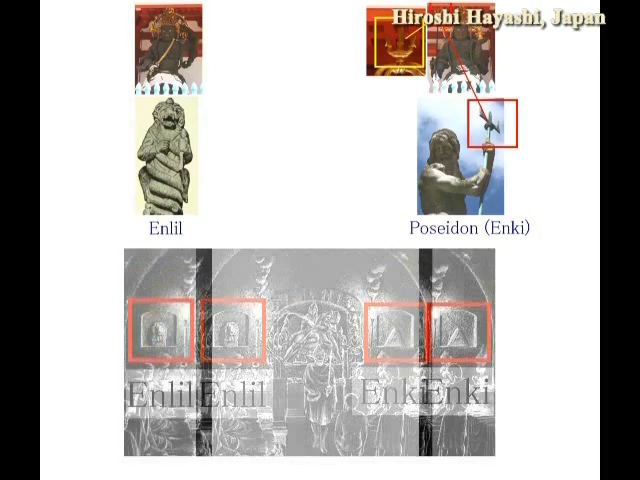 Hiroshi Hayashi, Japan
Enlil
Poseidon (Enki)
Enlil Enlil Enki Enki